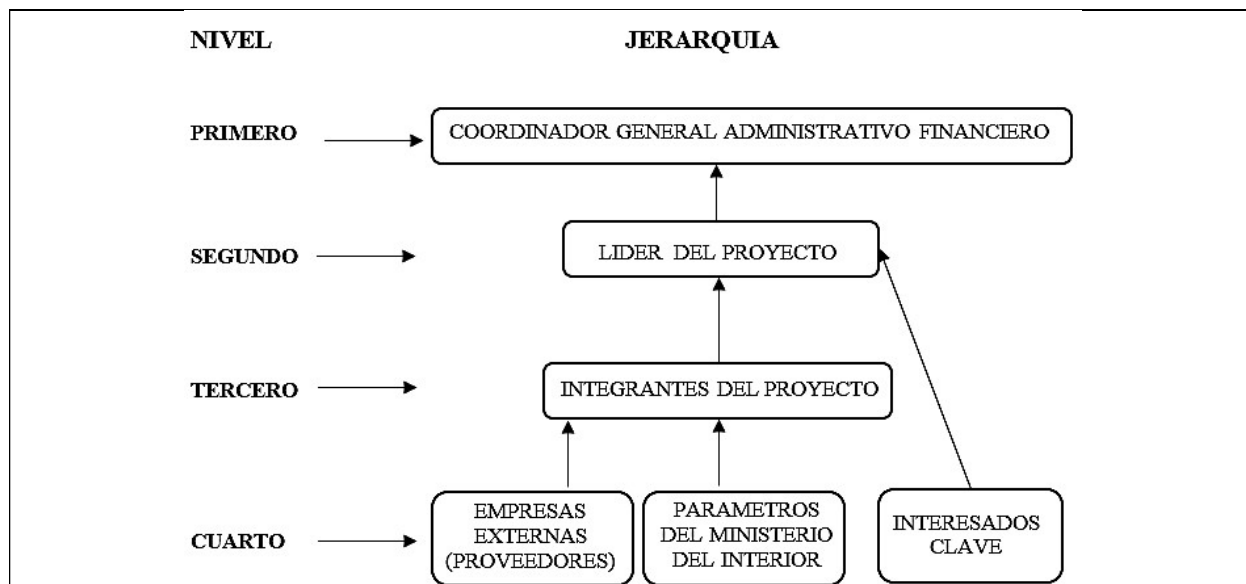 NIVEL JERARQUIA
PRIMERO COORDINADOR GENERAL ADMINISTRATIVO FINANCIERO
SEGUNDO LIDER DEL PROYECTO
TERCERO INTEGRANTES DEL PROYECTO
CUARTO
EMPRESAS
EXTERNAS
(PROVEEDORES)
PARAMETROS
DEL MINISTERIO
DEL INTERIOR
INTERESADOS
CLAVE